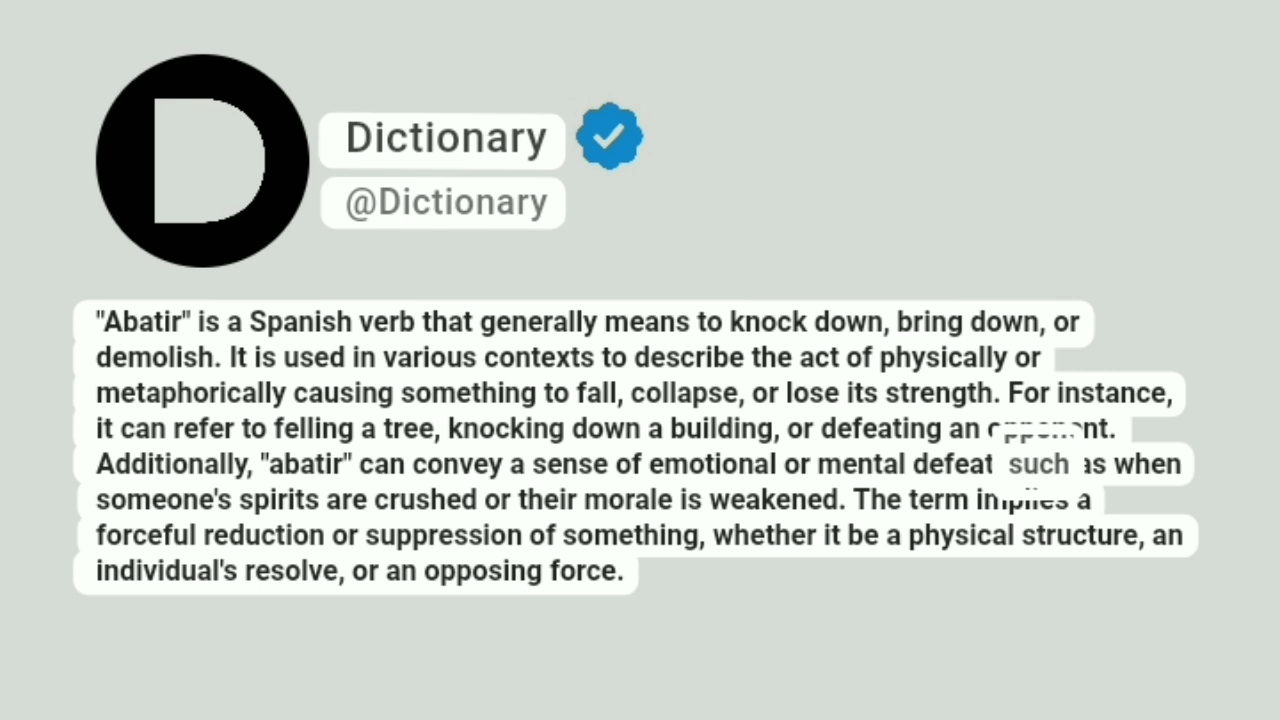 D
Dictionary
@Dictionary
"Abatir" is a Spanish verb that generally means to knock down, bring down, or
demolish. It is used in various contexts to describe the act of physically or
metaphorically causing something to fall, collapse, or lose its strength. For instance,
it can refer to felling a tree, knocking down a building, or defeating an opponent.
Additionally, "abatir" can convey a sense of emotional or mental defeat such as when
someone's spirits are crushed or their morale is weakened. The term implies a
forceful reduction or suppression of something, whether it be a physical structure, an
individual's resolve, or an opposing force.